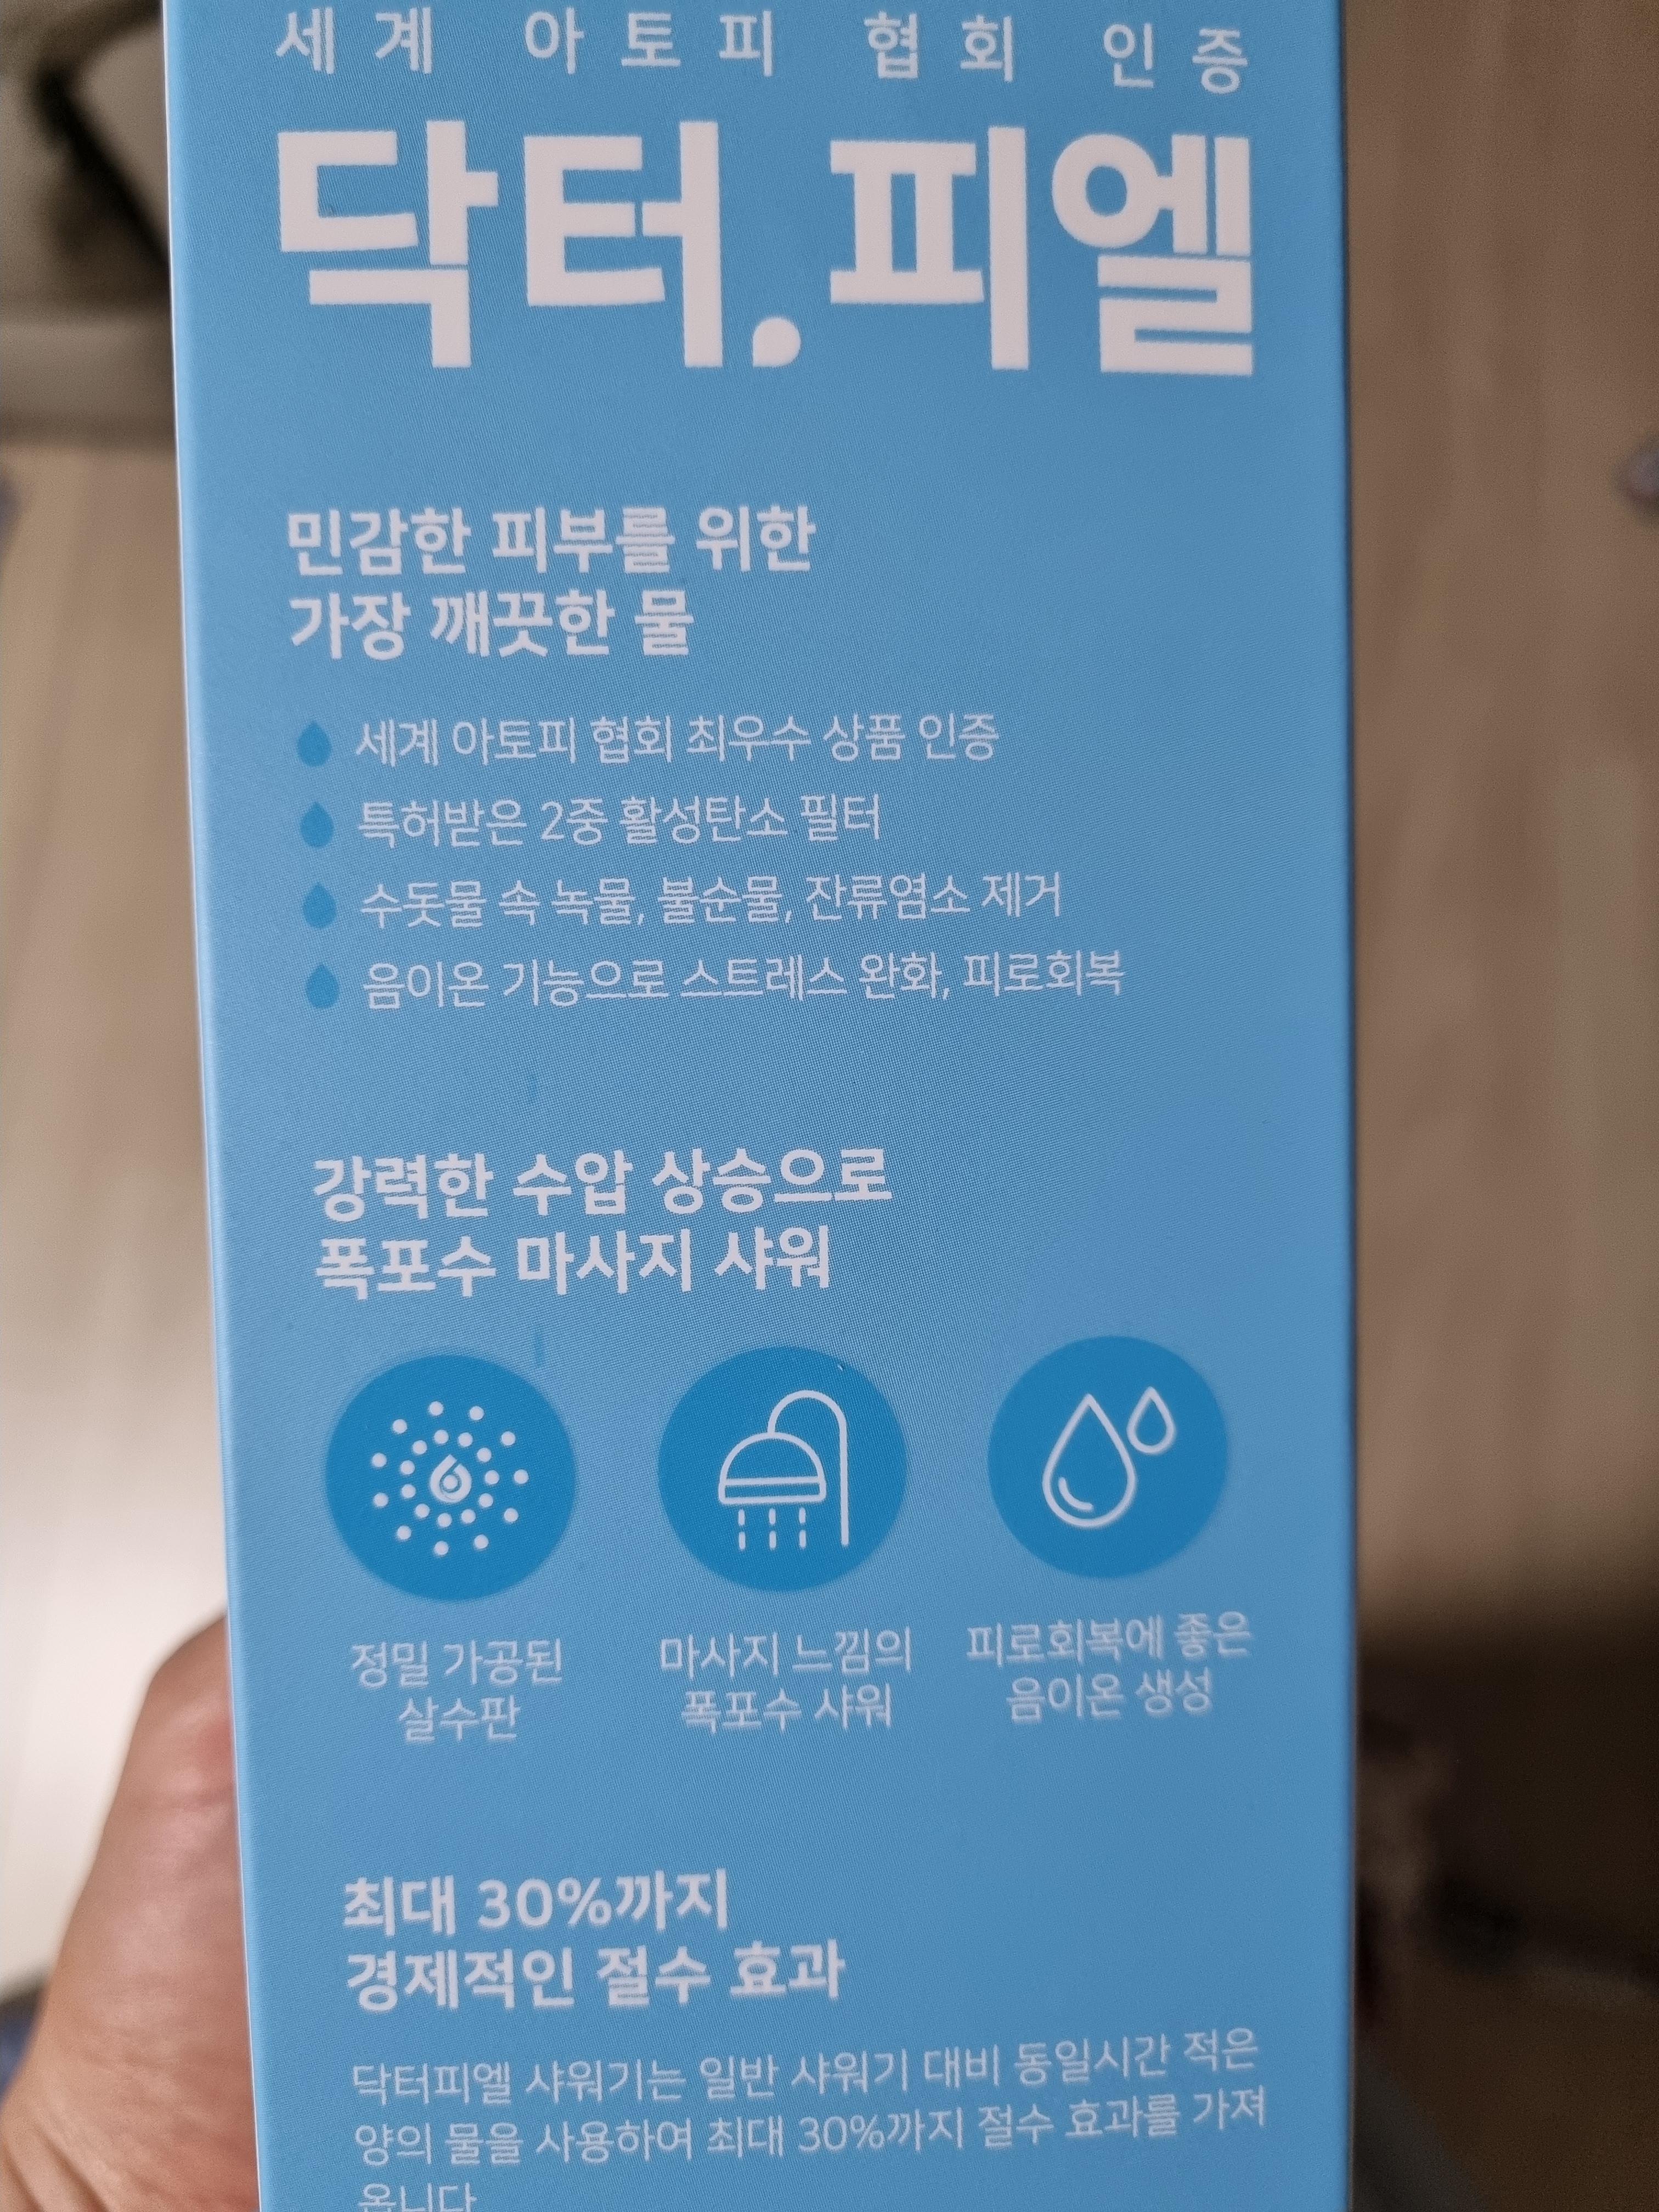 세계 아토피 협회 인증
닥터.피엘
민감한 피부를 위한
가장 깨끗한 물
세계 아토피 협회 최우수 상품 인증
특허받은 2중 활성탄소 필터
수돗물 속 녹물, 불순물, 잔류염소 제거
음이온 기능으로 스트레스 완화, 피로회복
강력한 수압 상승으로
폭포수 마사지 샤워
정밀 가공된
살수판
마사지 느낌의
폭포수 샤워
피로회복에 좋은
음이온 생성
최대 30%까지
경제적인 절수 효과
닥터피엘 샤워기는 일반 샤워기 대비 동일시간 적은
양의 물을 사용하여 최대 30%까지 절수 효과를 가져
옵니다